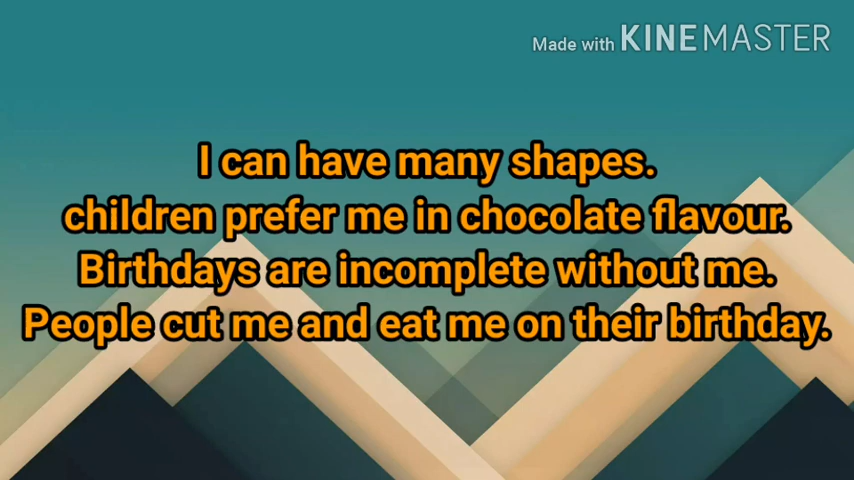 Made with KINEMASTER
I can have many shapes.
children prefer me in chocolate flavour.
Birthdays are incomplete without me.
People cut me and eat me on their birthday.